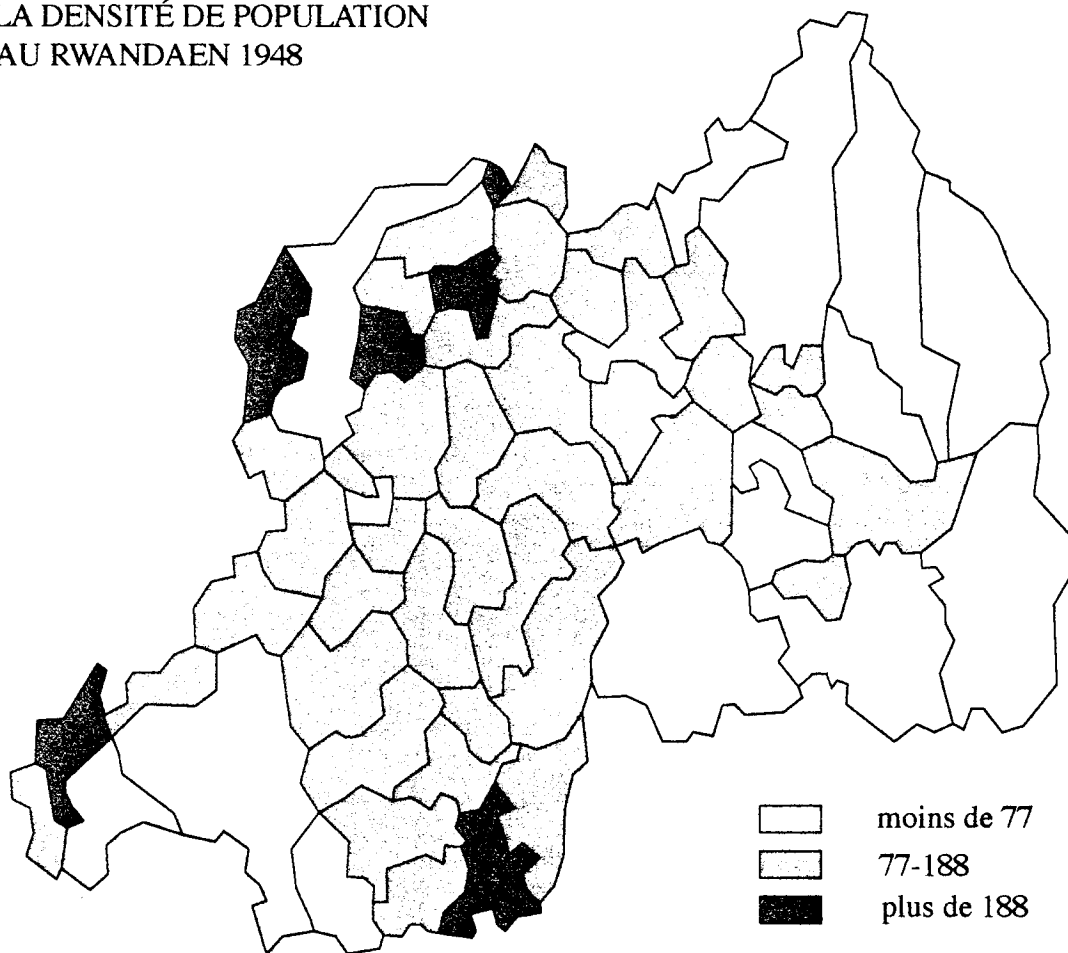 LA DENSITÉ DE POPULATION
AU RWANDAEN 1948
moins de 77
77-188
plus de 188